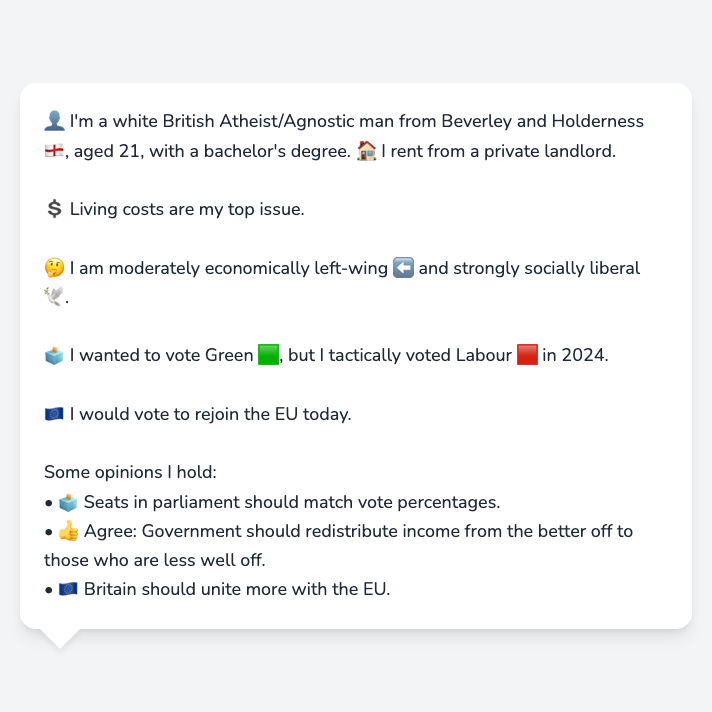 👤 I'm a white British Atheist/Agnostic man from Beverley and Holderness
🏴󠁧󠁢󠁥󠁮󠁧󠁿, aged 21, with a bachelor's degree. 🏠 I rent from a private landlord.
💲 Living costs are my top issue.
🤔 I am moderately economically left-wing ⬅️ and strongly socially liberal
🕊️.
🗳️ I wanted to vote Green 🟩, but I tactically voted Labour 🟥 in 2024.
🇪🇺 I would vote to rejoin the EU today.
Some opinions I hold:
• 🗳️ Seats in parliament should match vote percentages.
• 👍 Agree: Government should redistribute income from the better off to
those who are less well off.
• 🇪🇺 Britain should unite more with the EU.